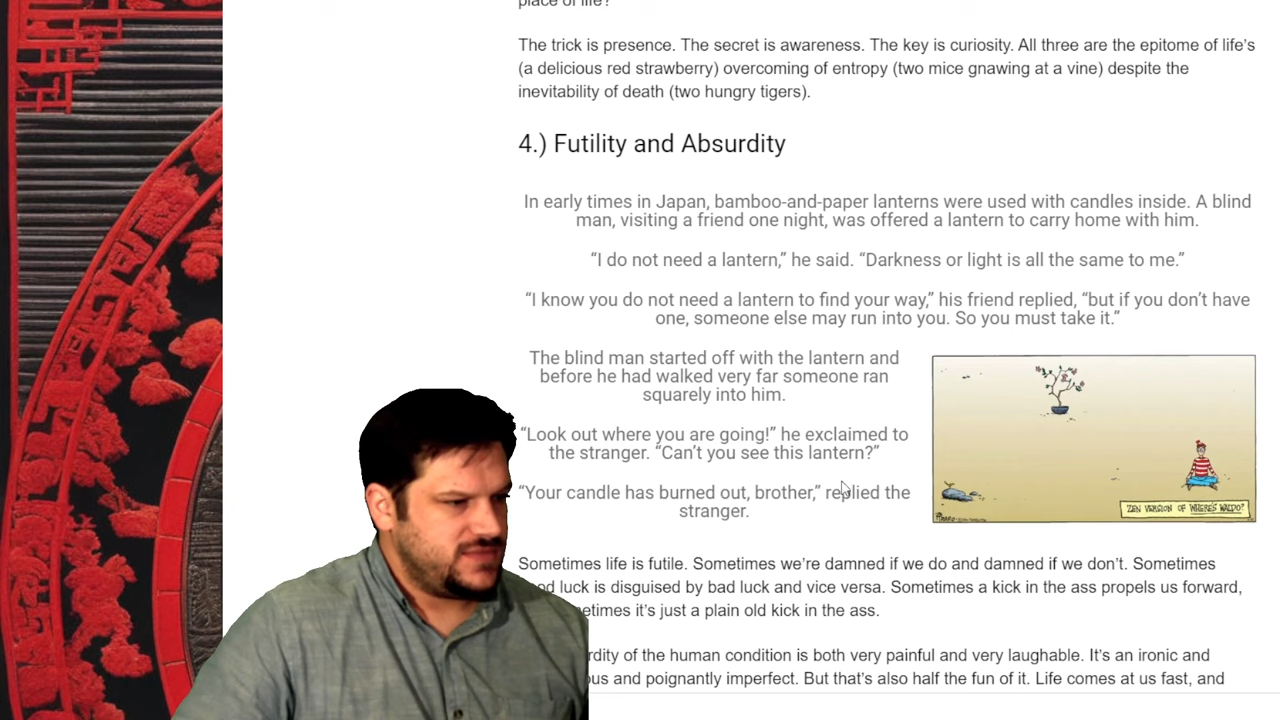 place of life?
The trick is presence. The secret is awareness. The key is curiosity. All three are the epitome of life's
(a delicious red strawberry) overcoming of entropy (two mice gnawing at a vine) despite the
inevitability of death (two hungry tigers).
4.) Futility and Absurdity
In early times in Japan, bamboo-and-paper lanterns were used with candles inside. A blind
man, visiting a friend one night, was offered a lantern to carry home with him.
“I do not need a lantern,” he said. “Darkness or light is all the same to me.”
“I know you do not need a lantern to find your way,” his friend replied, “but if you don’t have
one, someone else may run into you. So you must take it.”
The blind man started off with the lantern and
before he had walked very far someone ran
squarely into him.
“Look out where you are going!” he exclaimed to
the stranger. “Can’t you see this lantern?”
“Your candle has burned out, brother,” replied the
stranger.
ZEN VERSION OF WHERE'S WALDO?
Sometimes life is futile. Sometimes we’re damned if we do and damned if we don’t. Sometimes
luck is disguised by bad luck and vice versa. Sometimes a kick in the ass propels us forward,
it’s just a plain old kick in the ass.
of the human condition is both very painful and very laughable. It’s an ironic and
and poignantly imperfect. But that’s also half the fun of it. Life comes at us fast, and